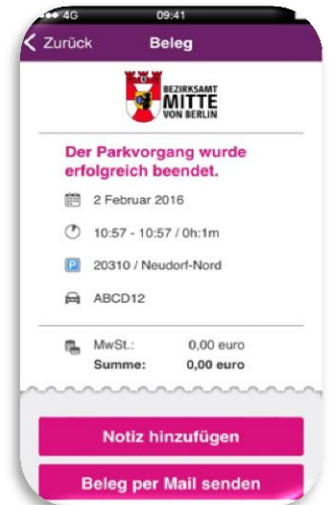 4G 09:41
Zurück Beleg
BEZIRKSAMT
MITTE
VON BERLIN
Der Parkvorgang wurde
erfolgreich beendet.
2 Februar 2016
10:57 - 10:57 / 0h:1m
P 20310 / Neudorf-Nord
ABCD12
MwSt.: 0,00 euro
Summe: 0,00 euro
Notiz hinzufügen
Beleg per Mail senden